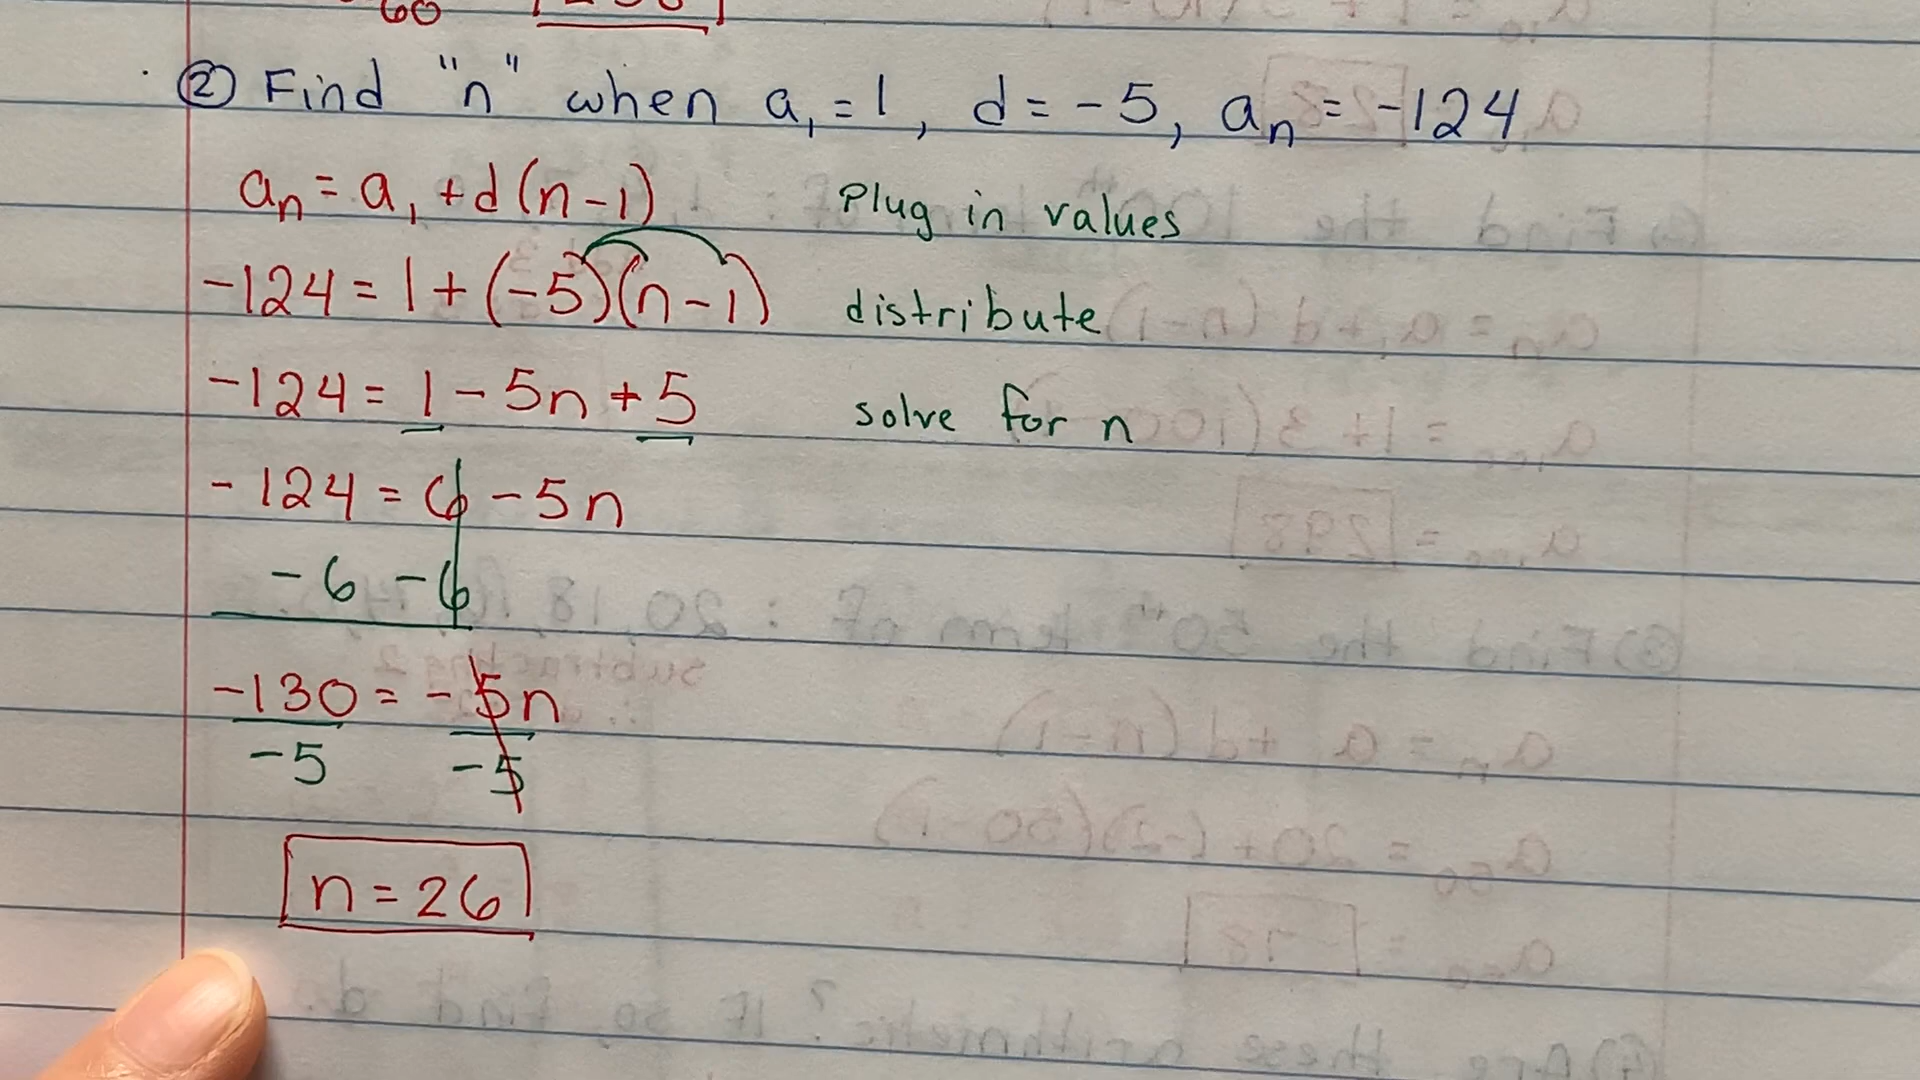 60
② Find "n" when a₁ = 1, d = -5, aₙ = -124
aₙ = a₁ + d(n-1) Plug in values
-124 = 1 + (-5)(n-1) distribute
-124 = 1 - 5n + 5 solve for n
-124 = 6 - 5n
-6 -6
-130 = -5n
-5 -5
n = 26